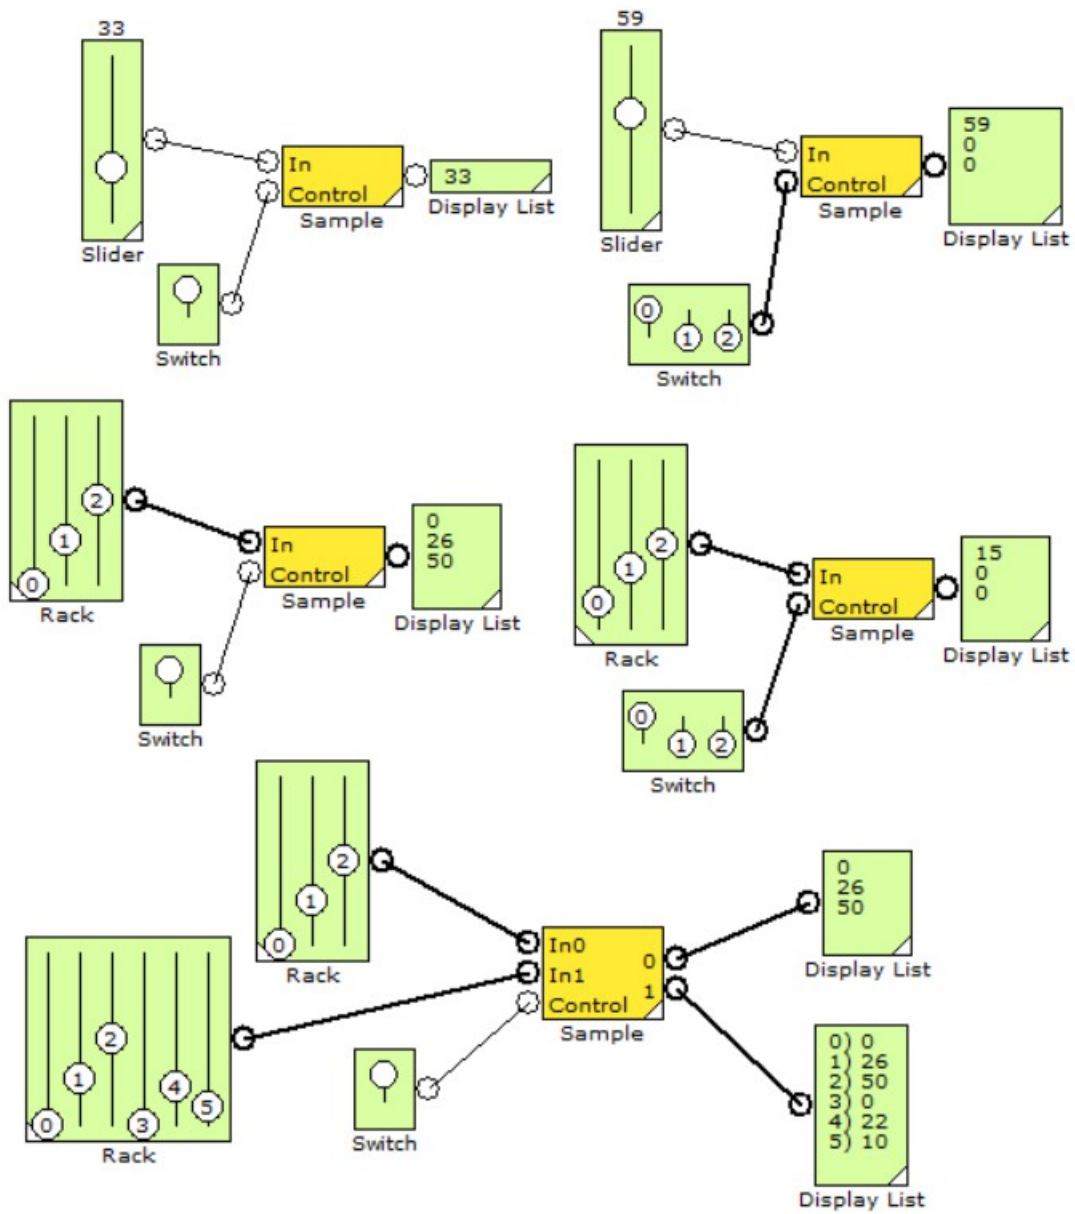 33
In
Control
Sample
33
Display List
Slider
Switch
59
In
Control
Sample
59
0
0
Display List
Slider
0
1
2
Switch
2
1
0
Rack
In
Control
Sample
0
26
50
Display List
Switch
2
1
0
Rack
In
Control
Sample
15
0
0
Display List
0
1
2
Switch
2
1
0
Rack
2
1
4
5
0
3
Rack
In0
In1
Control
0
1
Sample
Switch
0
26
50
Display List
0) 0
1) 26
2) 50
3) 0
4) 22
5) 10
Display List